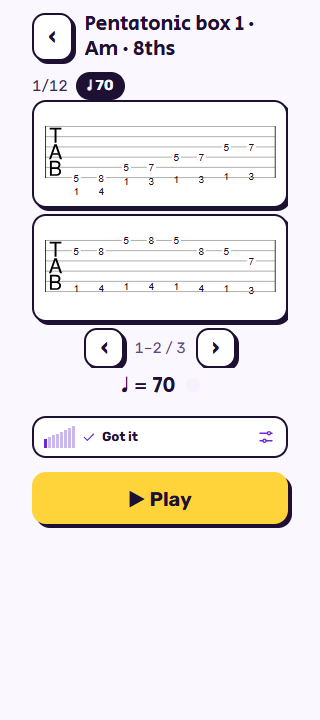 Pentatonic box 1 ·
Am · 8ths
1/12 ♩70
TAB
5 8 5 7 5 7 5 7
1 4 1 3 1 3 1 3
TAB
5 8 5 8 5 8 5 7
1 4 1 4 1 4 1 3
1–2 / 3
♩ = 70
✓ Got it
▶ Play